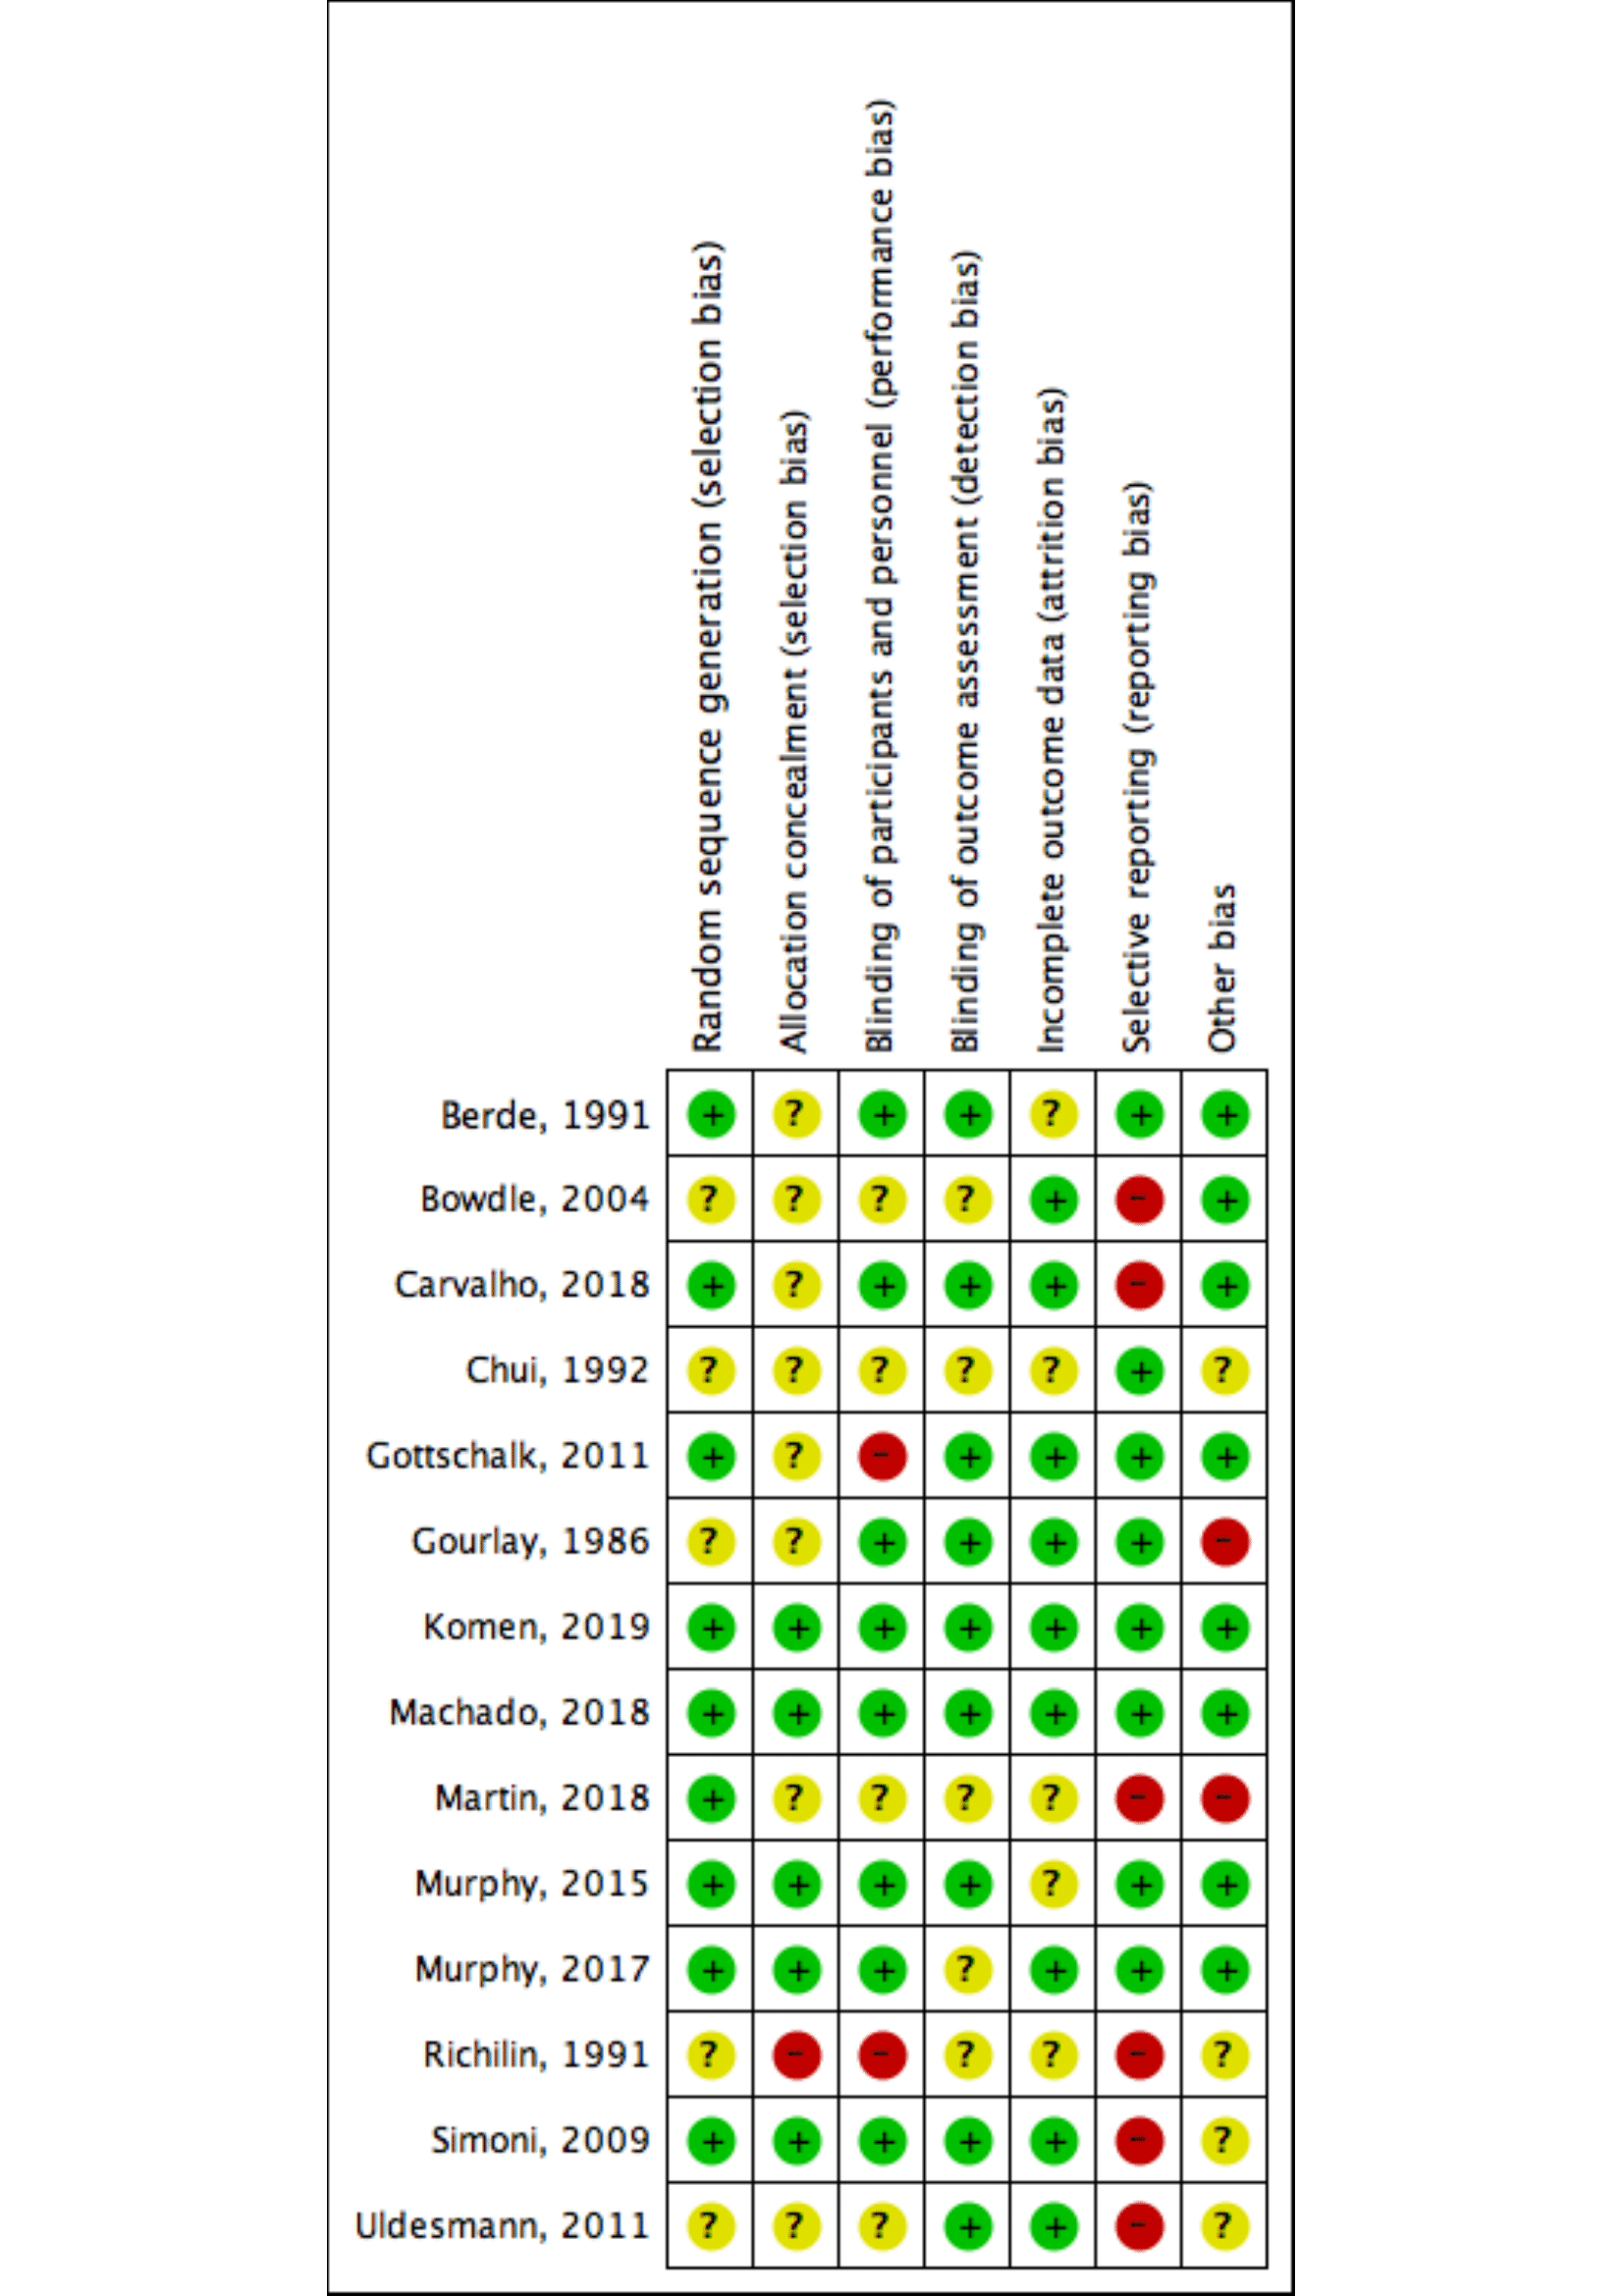 Random sequence generation (selection bias)
Allocation concealment (selection bias)
Blinding of participants and personnel (performance bias)
Blinding of outcome assessment (detection bias)
Incomplete outcome data (attrition bias)
Selective reporting (reporting bias)
Other bias
Berde, 1991 + ? + + ? + +
Bowdle, 2004 ? ? ? ? + - +
Carvalho, 2018 + ? + + + - +
Chui, 1992 ? ? ? ? ? + ?
Gottschalk, 2011 + ? - + + + +
Gourlay, 1986 ? ? + + + + -
Komen, 2019 + + + + + + +
Machado, 2018 + + + + + + +
Martin, 2018 + ? ? ? ? - -
Murphy, 2015 + + + + ? + +
Murphy, 2017 + + + ? + + +
Richilin, 1991 ? - - ? ? - ?
Simoni, 2009 + + + + + - ?
Uldesmann, 2011 ? ? ? + + - ?